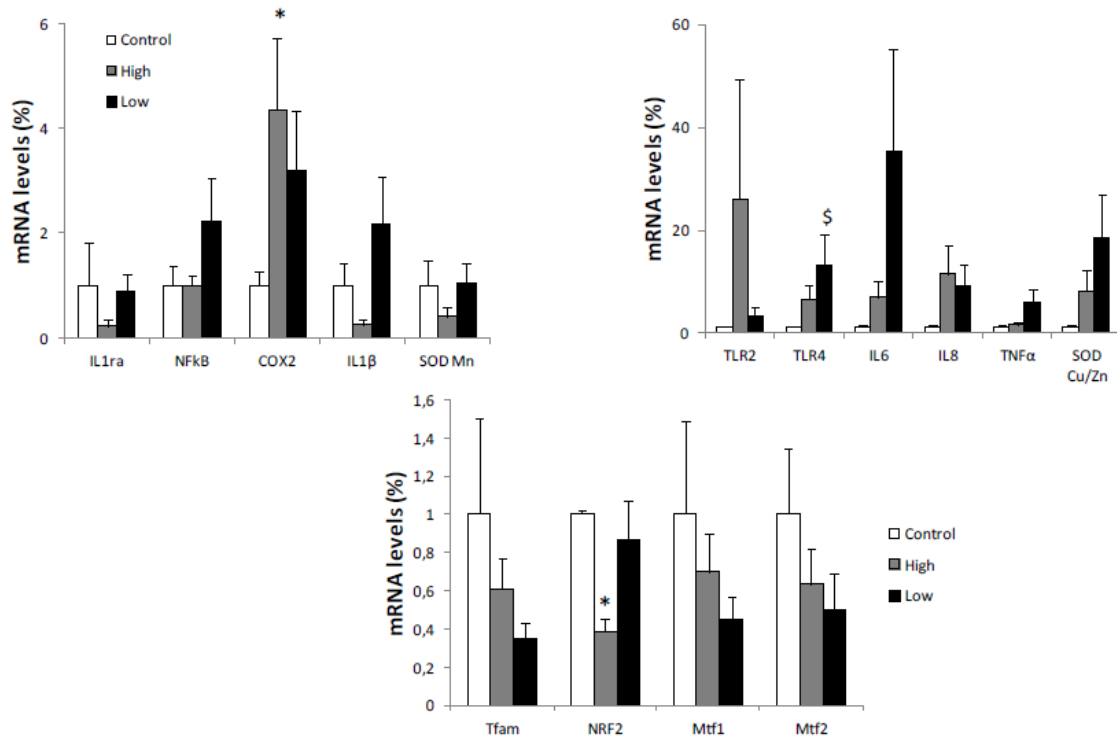 *
6
4
2
0
mRNA levels (%)
Control
High
Low
IL1ra
NFkB
COX2
IL1β
SOD Mn
60
40
20
0
mRNA levels (%)
$
TLR2
TLR4
IL6
IL8
TNFα
SOD
Cu/Zn
1,6
1,4
1,2
1
0,8
0,6
0,4
0,2
0
mRNA levels (%)
*
Tfam
NRF2
Mtf1
Mtf2
Control
High
Low